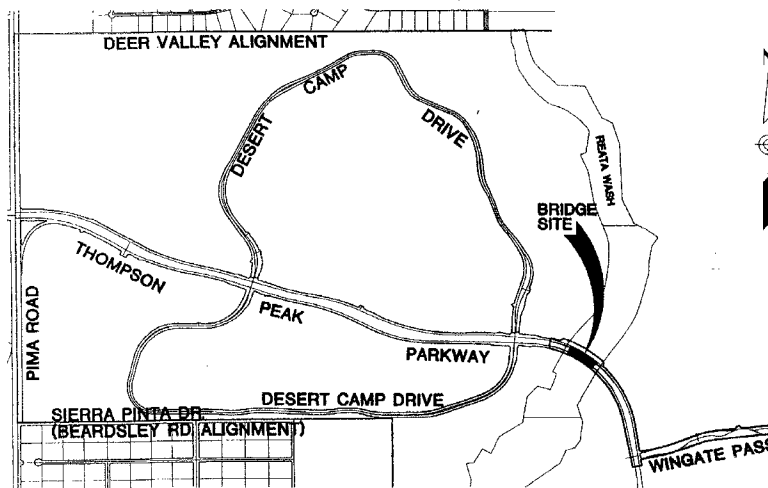 DEER VALLEY ALIGNMENT
CAMP
DESERT
DRIVE
REATA WASH
BRIDGE
SITE
THOMPSON
PEAK
PARKWAY
PIMA ROAD
DESERT CAMP DRIVE
SIERRA PINTA DR.
(BEARDSLEY RD ALIGNMENT)
WINGATE PASS
N